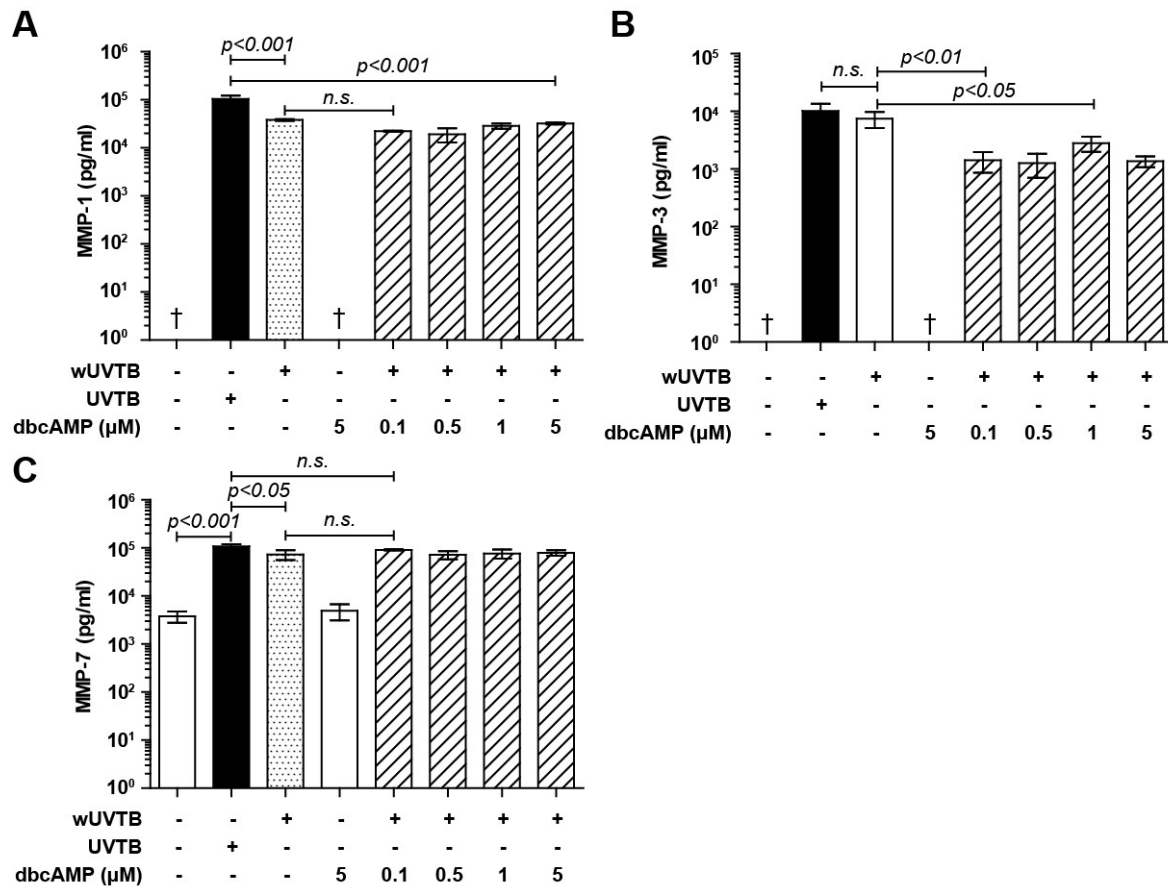 A
p<0.001
p<0.001
n.s.
MMP-1 (pg/ml)
10⁶
10⁵
10⁴
10³
10²
10¹
10⁰
† †
wUVTB - - + - + + + +
UVTB - + - - - - - -
dbcAMP (µM) - - - 5 0.1 0.5 1 5
B
p<0.01
n.s.
p<0.05
MMP-3 (pg/ml)
10⁵
10⁴
10³
10²
10¹
10⁰
† †
wUVTB - - + - + + + +
UVTB - + - - - - - -
dbcAMP (µM) - - - 5 0.1 0.5 1 5
C
n.s.
p<0.05
p<0.001
n.s.
MMP-7 (pg/ml)
10⁶
10⁵
10⁴
10³
10²
10¹
10⁰
wUVTB - - + - + + + +
UVTB - + - - - - - -
dbcAMP (µM) - - - 5 0.1 0.5 1 5